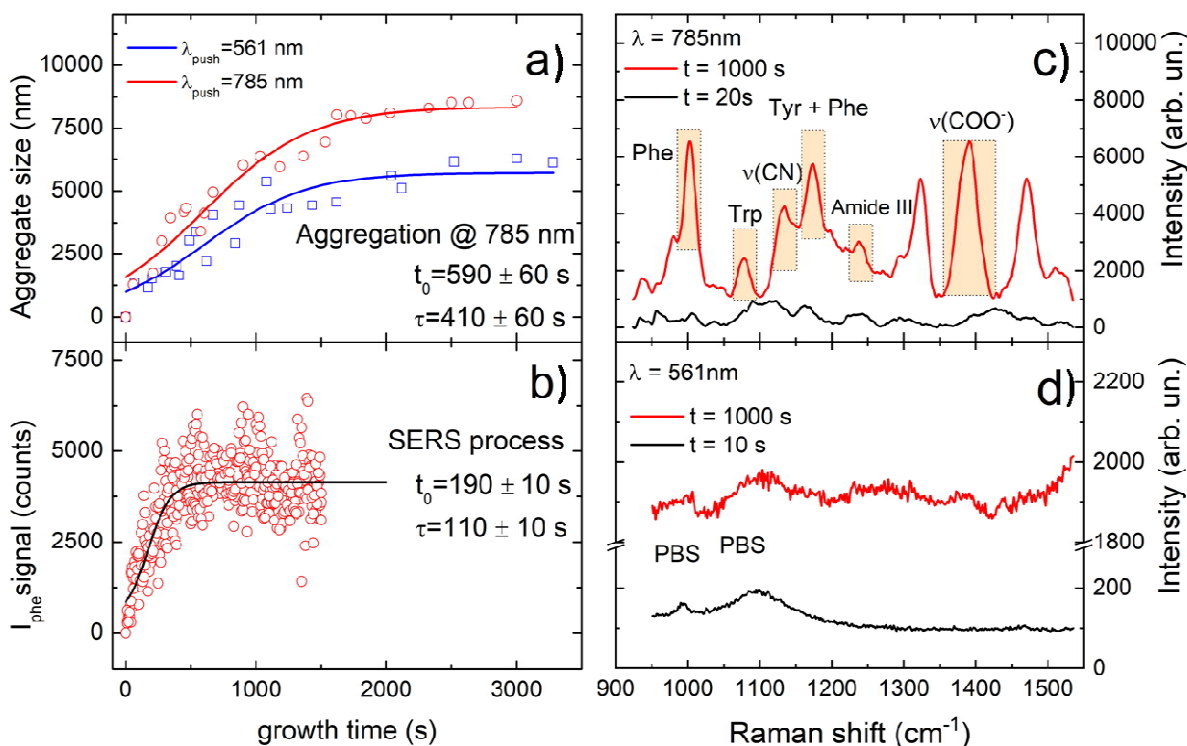 a)
λpush=561 nm
λpush=785 nm
Aggregate size (nm)
10000
7500
5000
2500
0
Aggregation @ 785 nm
t0=590 ± 60 s
τ=410 ± 60 s
b)
Iphe signal (counts)
7500
5000
2500
0
SERS process
t0=190 ± 10 s
τ=110 ± 10 s
0 1000 2000 3000
growth time (s)
c)
λ = 785nm
t = 1000 s
t = 20s
Phe
Trp
ν(CN)
Tyr + Phe
Amide III
ν(COO-)
10000
8000
6000
4000
2000
0
Intensity (arb. un.)
d)
λ = 561nm
t = 1000 s
t = 10 s
PBS
PBS
2200
2000
1800
200
0
Intensity (arb. un.)
900 1000 1100 1200 1300 1400 1500
Raman shift (cm-1)